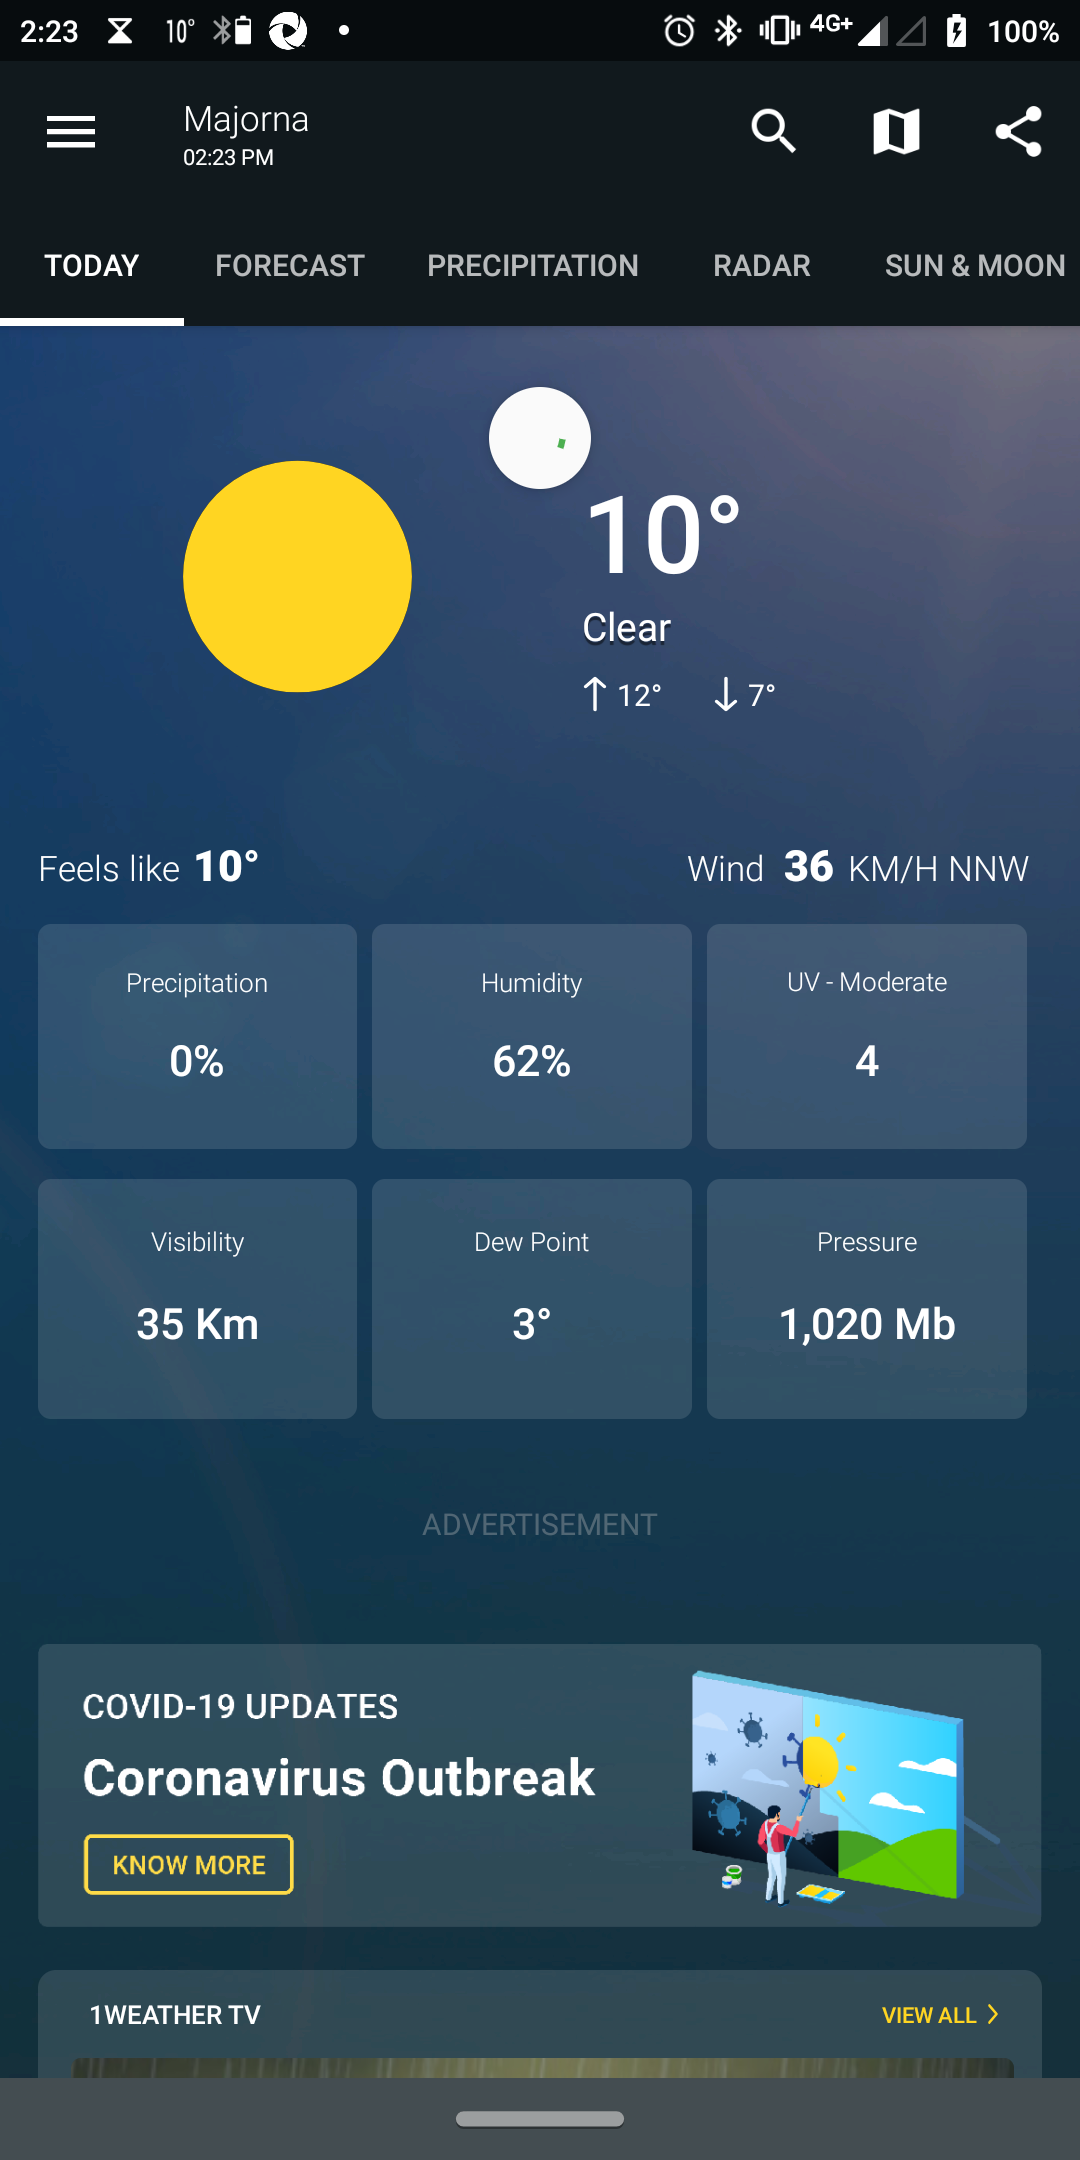 2:23 10° 4G+ 100%
Majorna
02:23 PM
TODAY FORECAST PRECIPITATION RADAR SUN & MOON
10°
Clear
12° 7°
Feels like 10° Wind 36 KM/H NNW
Precipitation Humidity UV - Moderate
0% 62% 4
Visibility Dew Point Pressure
35 Km 3° 1,020 Mb
ADVERTISEMENT
COVID-19 UPDATES
Coronavirus Outbreak
KNOW MORE
1WEATHER TV VIEW ALL